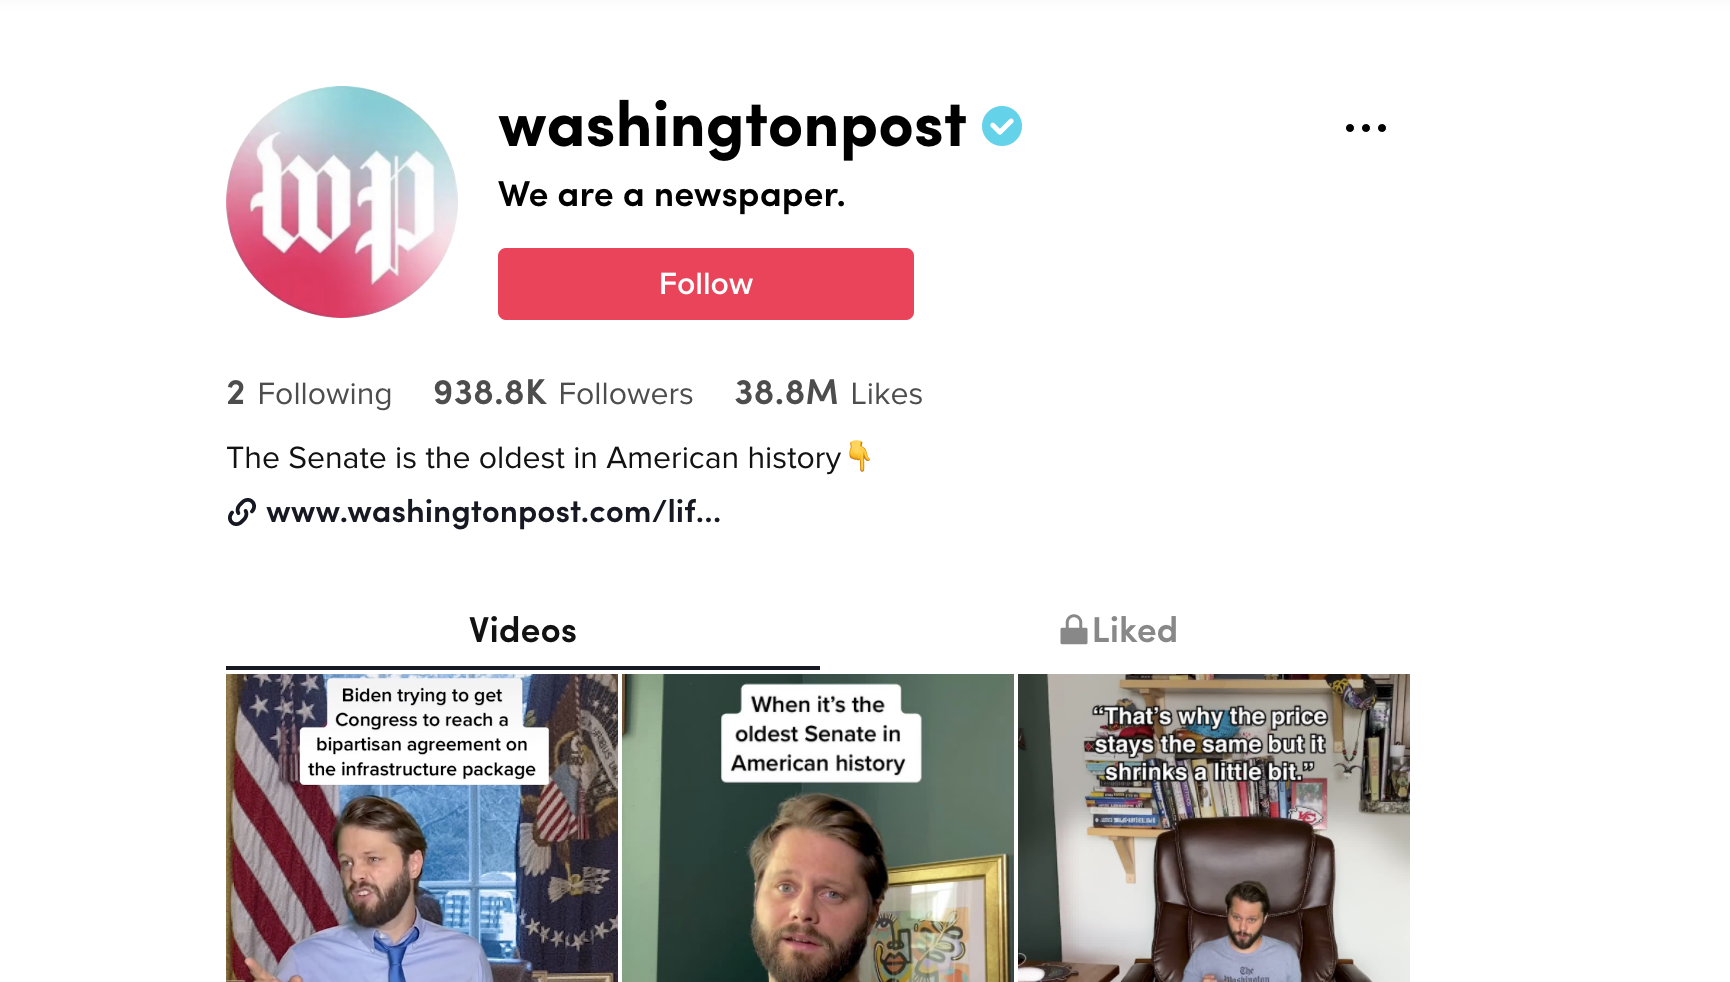 wp
washingtonpost
We are a newspaper.
Follow
2 Following 938.8K Followers 38.8M Likes
The Senate is the oldest in American history👇
www.washingtonpost.com/lif...
Videos
Liked
Biden trying to get
Congress to reach a
bipartisan agreement on
the infrastructure package
When it's the
oldest Senate in
American history
“That's why the price
stays the same but it
shrinks a little bit.”
The
Washington